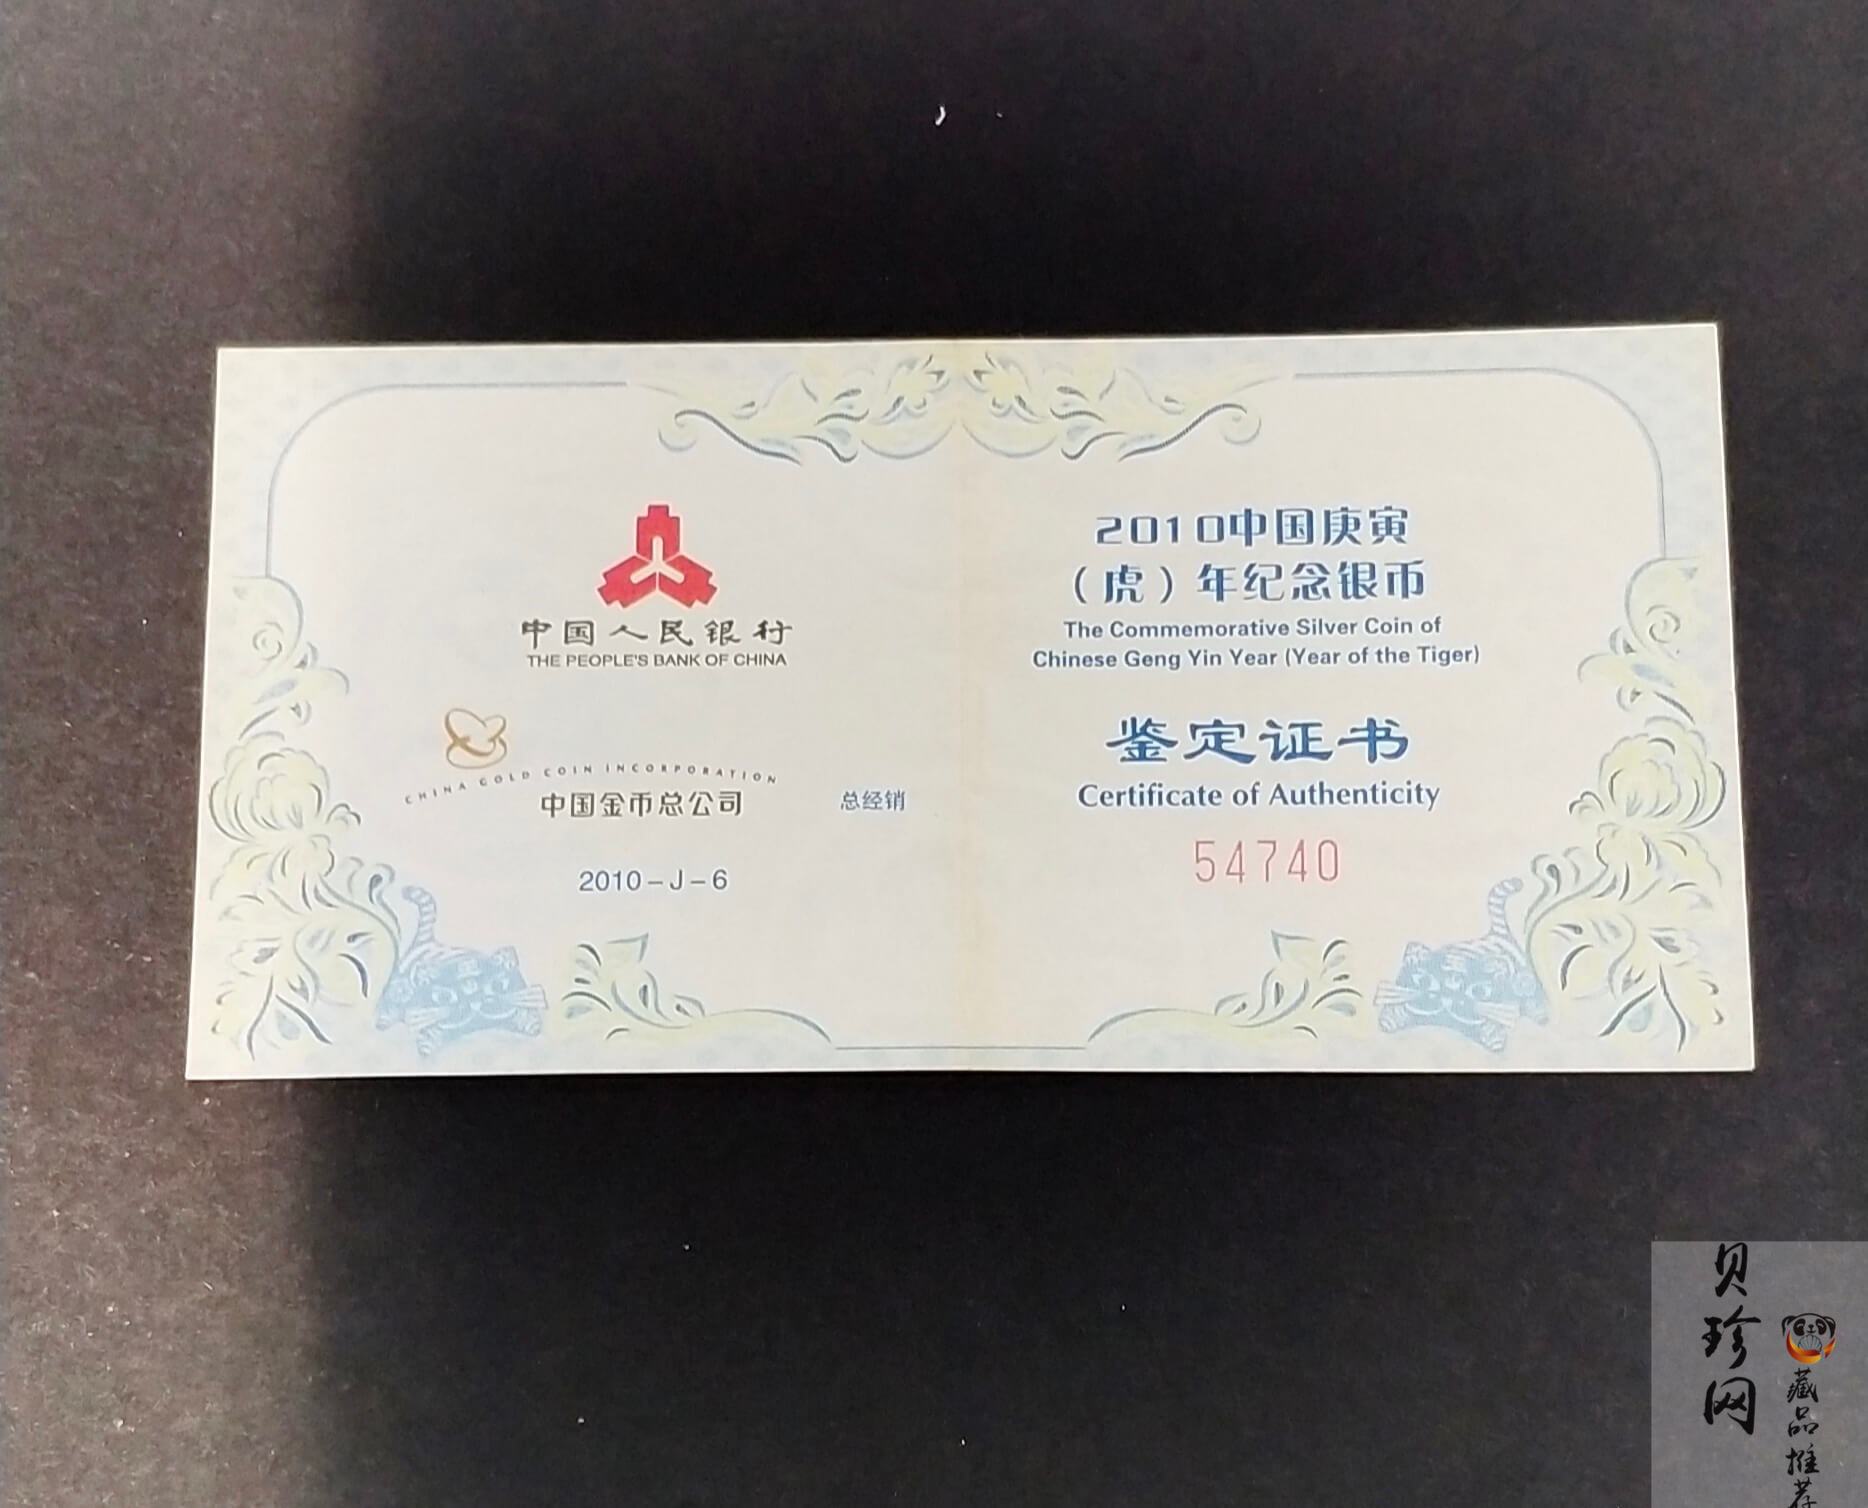 中国人民银行
THE PEOPLE'S BANK OF CHINA
CHINA GOLD COIN INCORPORATION
中国金币总公司
总经销
2010-J-6
2010中国庚寅
（虎）年纪念银币
The Commemorative Silver Coin of
Chinese Geng Yin Year (Year of the Tiger)
鉴定证书
Certificate of Authenticity
54740
贝珍网
藏品推荐